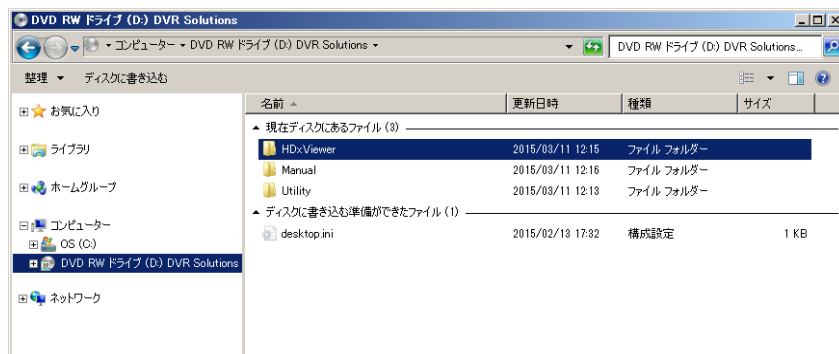 DVD RW ドライブ (D:) DVR Solutions
コンピューター DVD RW ドライブ (D:) DVR Solutions
DVD RW ドライブ (D:) DVR Solutions...
整理 ディスクに書き込む
名前 更新日時 種類 サイズ
お気に入り
ライブラリ
ホームグループ
コンピューター
OS (C:)
DVD RW ドライブ (D:) DVR Solutions
ネットワーク
現在ディスクにあるファイル (3)
HDxViewer 2015/03/11 12:15 ファイル フォルダー
Manual 2015/03/11 12:16 ファイル フォルダー
Utility 2015/03/11 12:13 ファイル フォルダー
ディスクに書き込む準備ができたファイル (1)
desktop.ini 2015/02/13 17:32 構成設定 1 KB